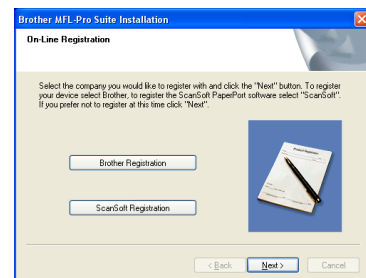 Brother MFL-Pro Suite Installation
On-Line Registration
Select the company you would like to register with and click the "Next" button. To register
your device select Brother, to register the ScanSoft PaperPort software select "ScanSoft".
If you prefer not to register at this time click "Next".
Brother Registration
ScanSoft Registration
< Back
Next >
Cancel